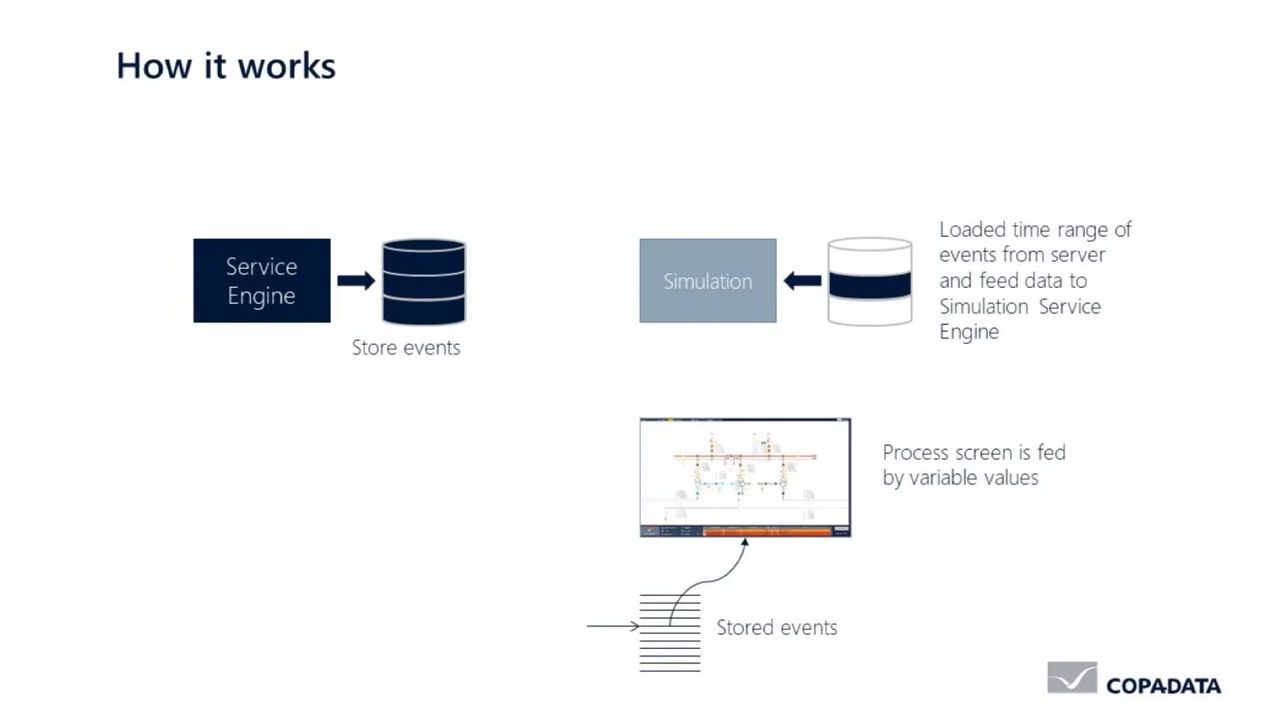 How it works
Service
Engine
Store events
Simulation
Loaded time range of
events from server
and feed data to
Simulation Service
Engine
Process screen is fed
by variable values
Stored events
COPADATA